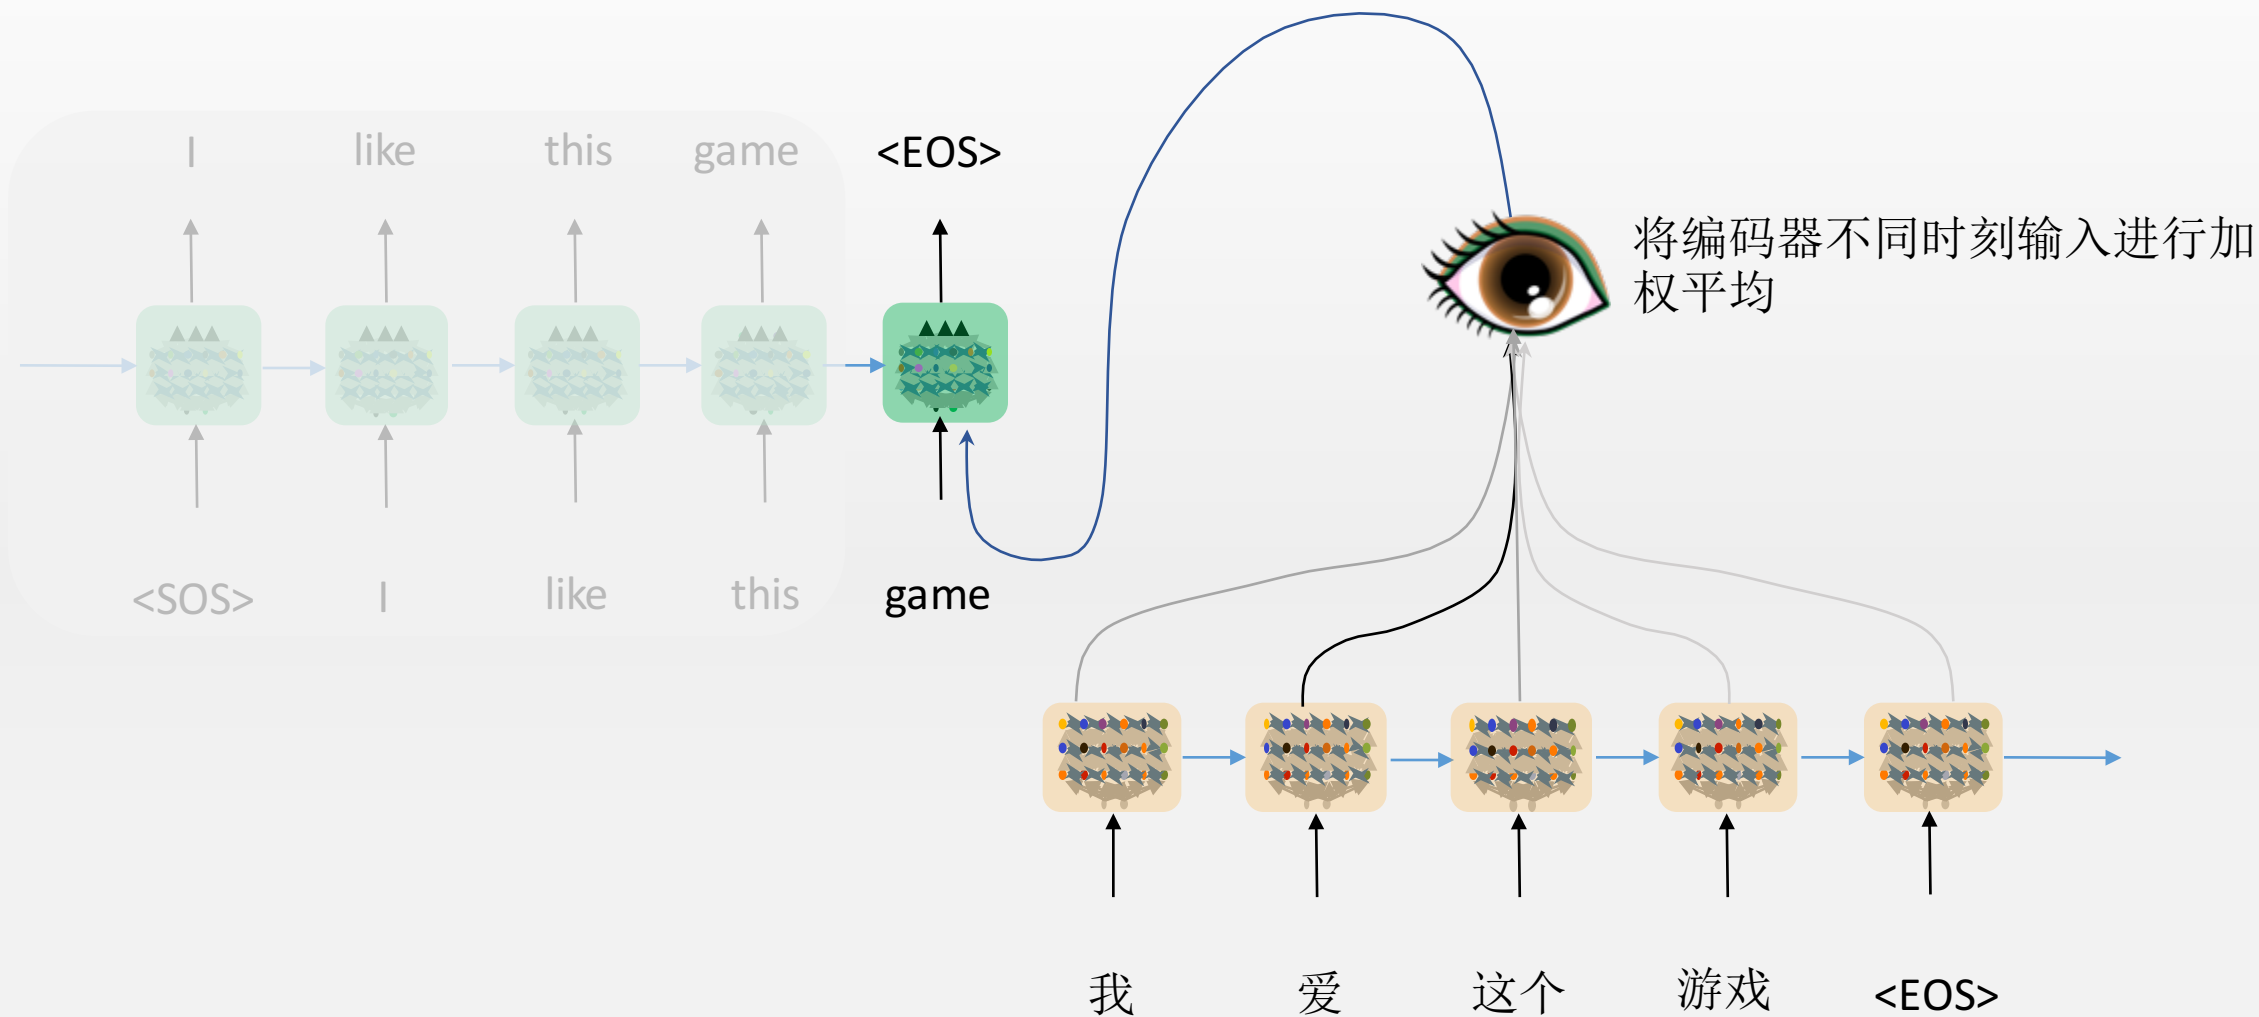 I like this game <EOS>
将编码器不同时刻输入进行加
权平均
<SOS> I like this game
我 爱 这个 游戏 <EOS>